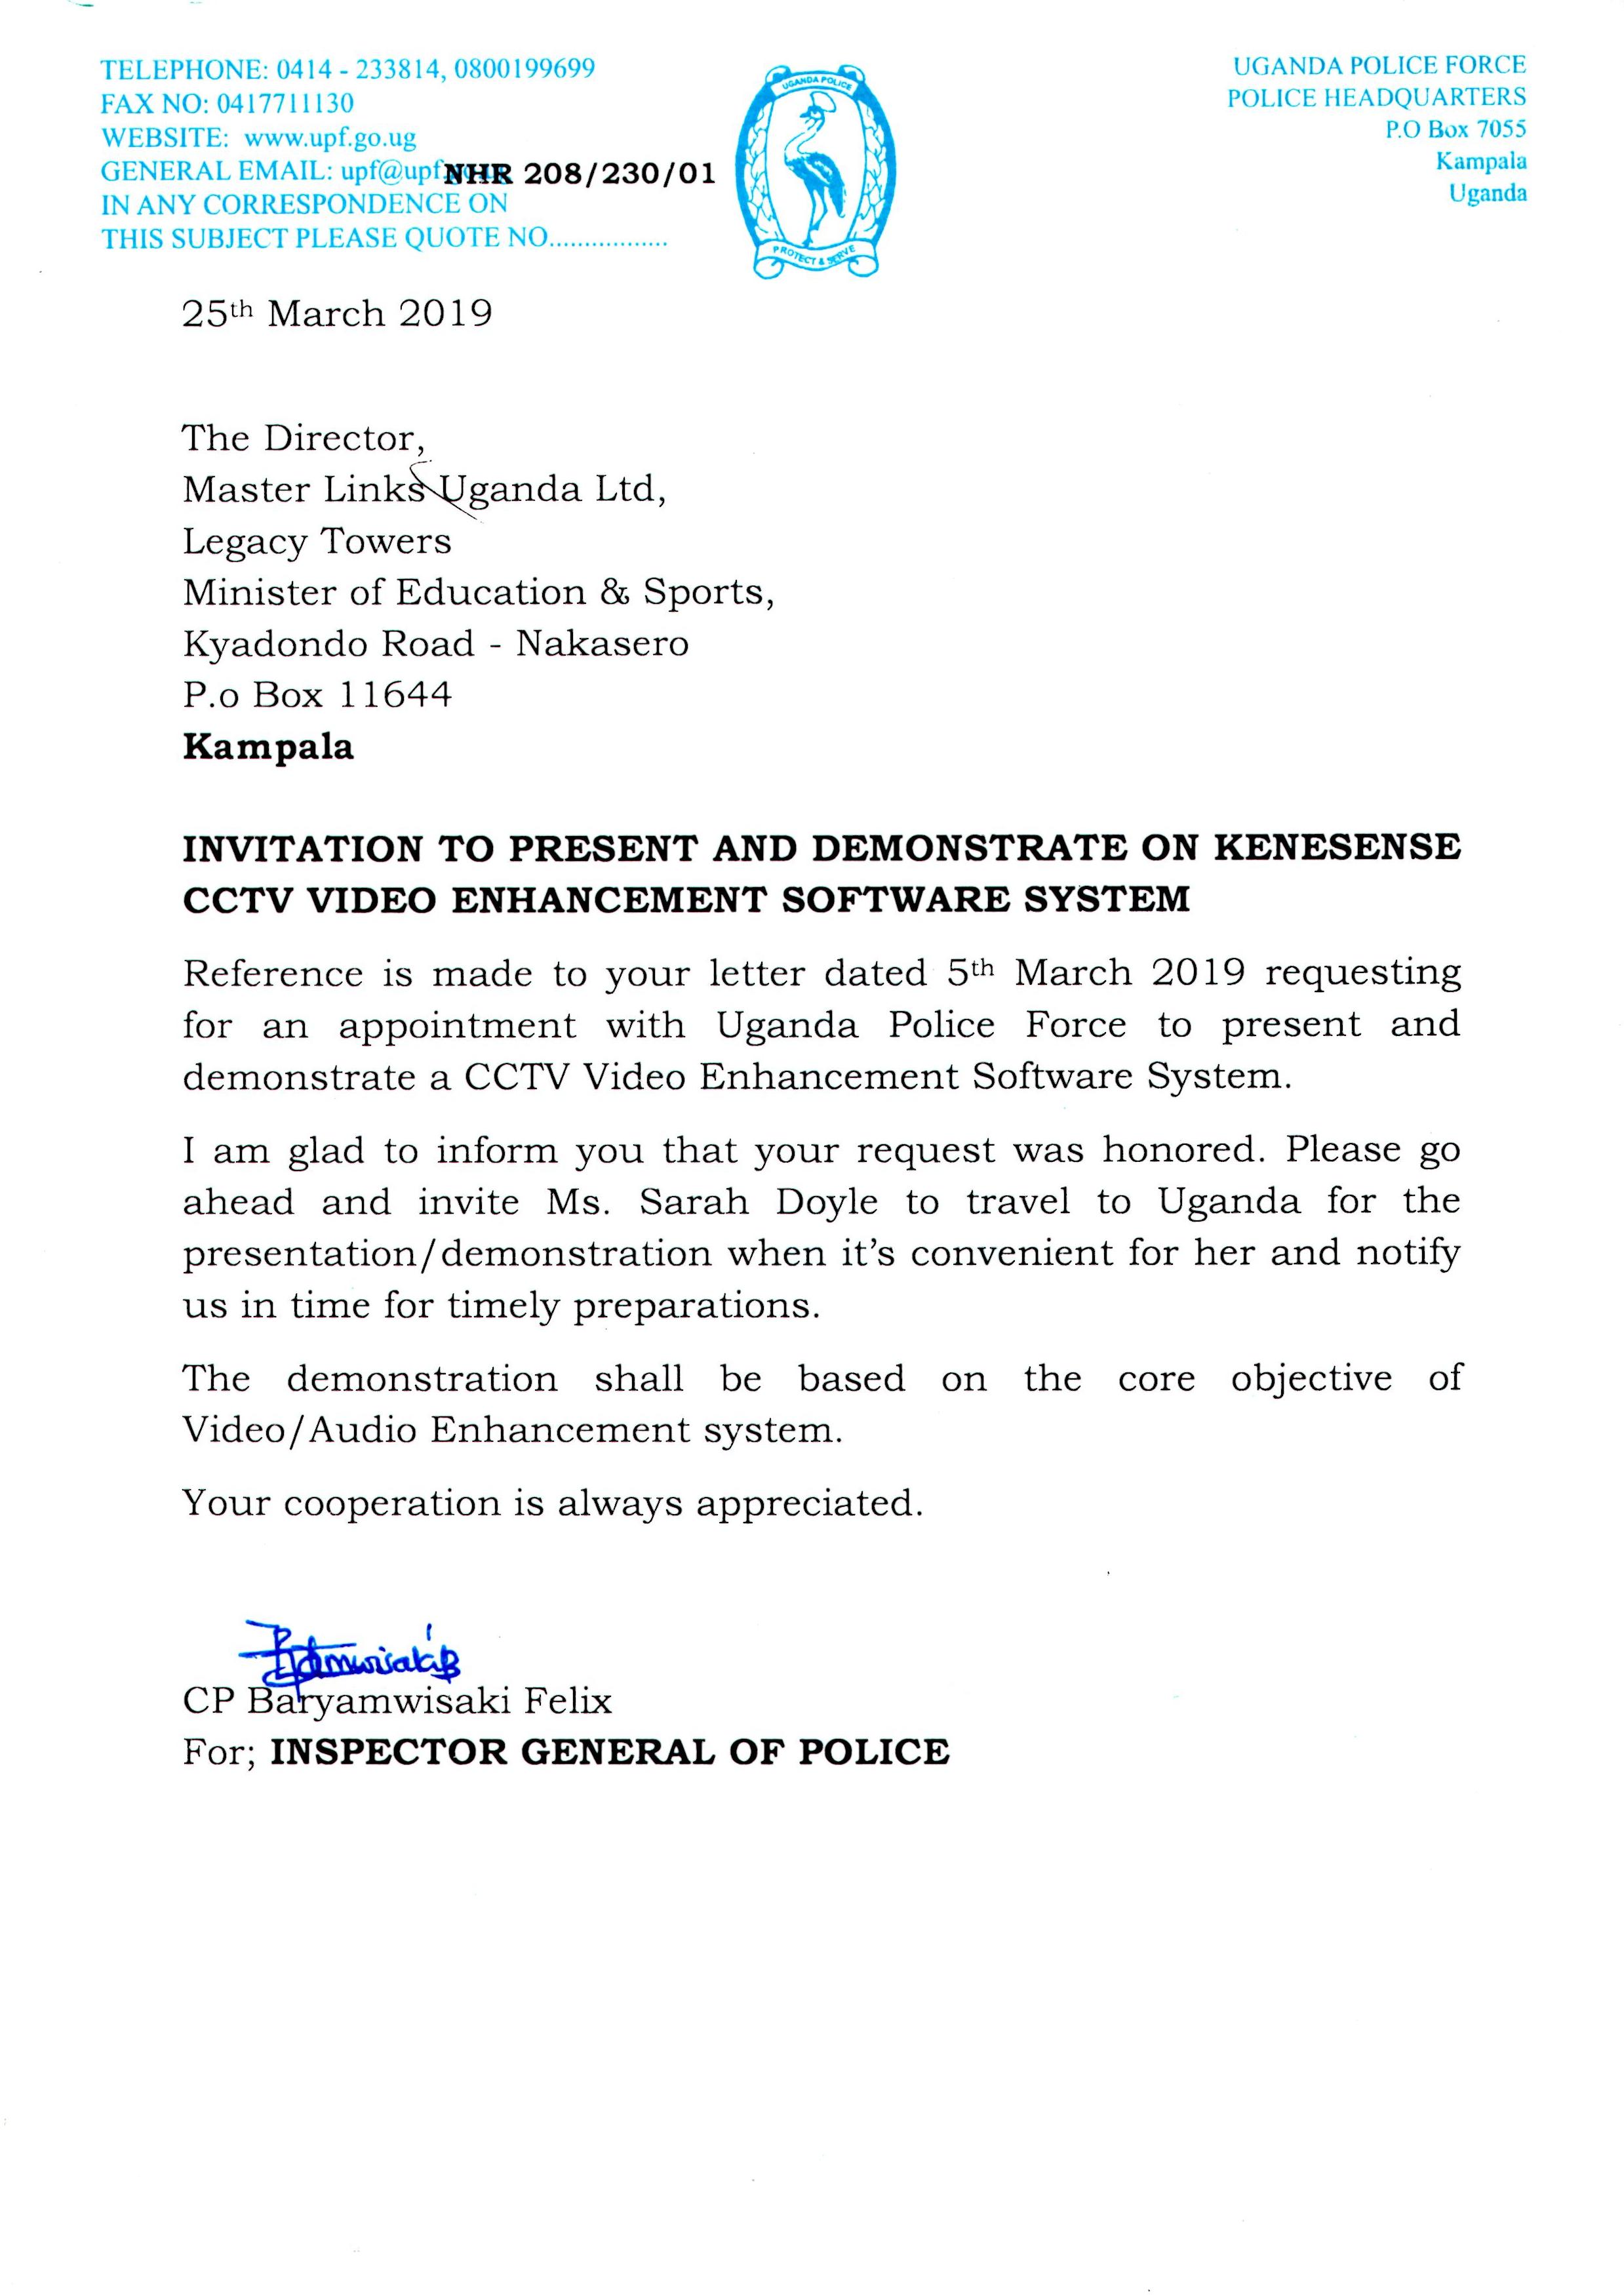 TELEPHONE: 0414 - 233814, 0800199699
FAX NO: 0417711130
WEBSITE: www.upf.go.ug
GENERAL EMAIL: upf@upf
NHR 208/230/01
IN ANY CORRESPONDENCE ON
THIS SUBJECT PLEASE QUOTE NO.................
UGANDA POLICE
PROTECT & SERVE
UGANDA POLICE FORCE
POLICE HEADQUARTERS
P.O Box 7055
Kampala
Uganda
25th March 2019
The Director,
Master Links Uganda Ltd,
Legacy Towers
Minister of Education & Sports,
Kyadondo Road - Nakasero
P.o Box 11644
Kampala
INVITATION TO PRESENT AND DEMONSTRATE ON KENESENSE
CCTV VIDEO ENHANCEMENT SOFTWARE SYSTEM
Reference is made to your letter dated 5th March 2019 requesting
for an appointment with Uganda Police Force to present and
demonstrate a CCTV Video Enhancement Software System.
I am glad to inform you that your request was honored. Please go
ahead and invite Ms. Sarah Doyle to travel to Uganda for the
presentation/demonstration when it's convenient for her and notify
us in time for timely preparations.
The demonstration shall be based on the core objective of
Video/Audio Enhancement system.
Your cooperation is always appreciated.
CP Baryamwisaki Felix
For; INSPECTOR GENERAL OF POLICE